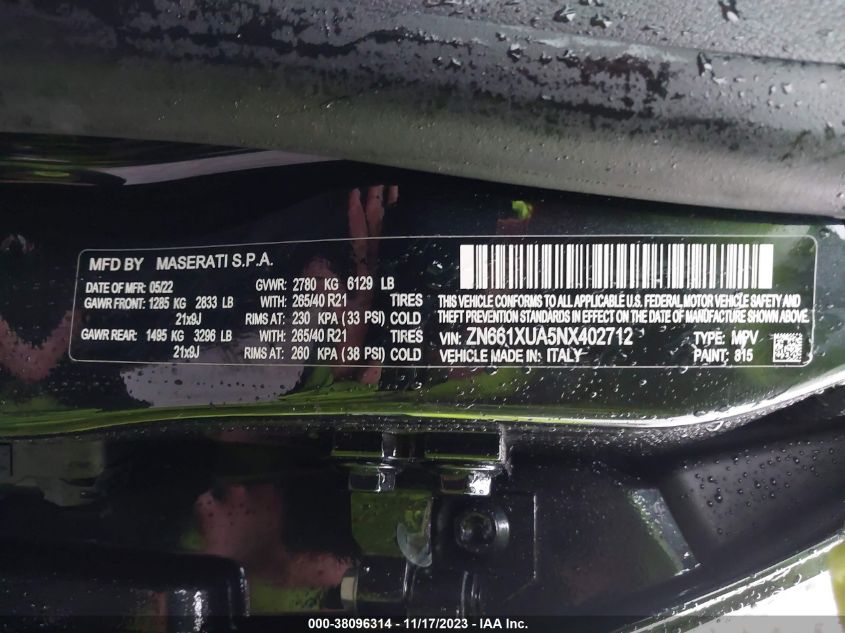 MFD BY MASERATI S.P.A.
DATE OF MFR: 05/22 GVWR: 2780 KG 6129 LB
GAWR FRONT: 1285 KG 2833 LB WITH: 265/40 R21 TIRES
21x9J RIMS AT: 230 KPA (33 PSI) COLD
GAWR REAR: 1495 KG 3296 LB WITH: 265/40 R21 TIRES
21x9J RIMS AT: 260 KPA (38 PSI) COLD
THIS VEHICLE CONFORMS TO ALL APPLICABLE U.S. FEDERAL MOTOR VEHICLE SAFETY
AND THEFT PREVENTION STANDARDS IN EFFECT ON THE DATE OF MANUFACTURE SHOWN ABOVE.
VIN: ZN661XUA5NX402712 TYPE: MPV
VEHICLE MADE IN: ITALY PAINT: 815
000-38096314 - 11/17/2023 - IAA Inc.